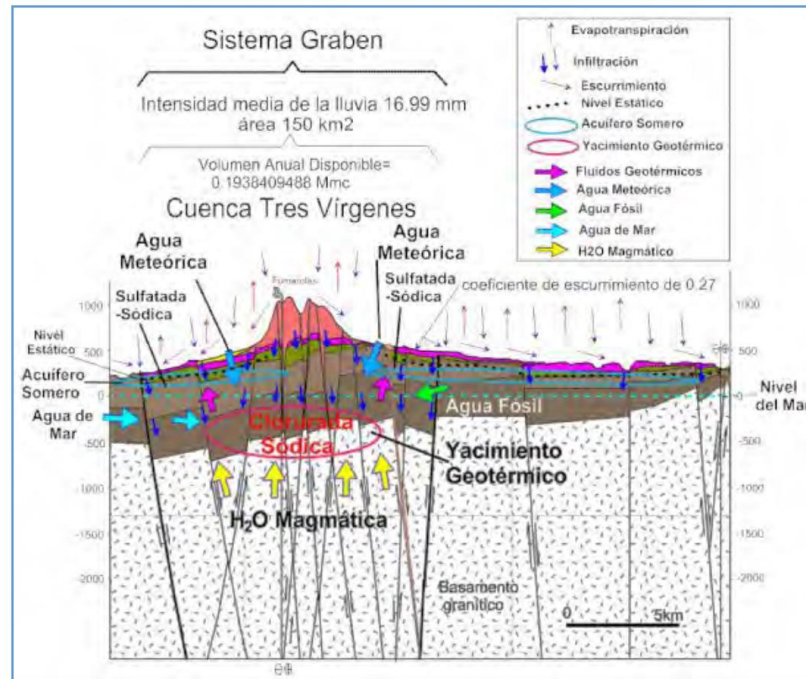 Sistema Graben
Intensidad media de la lluvia 16.99 mm
área 150 km2
Volumen Anual Disponible=
0.1938409488 Mmc
Cuenca Tres Vírgenes
Evapotranspiración
Infiltración
Escurrimiento
Nivel Estático
Acuífero Somero
Yacimiento Geotérmico
Fluídos Geotérmicos
Agua Meteórica
Agua Fósil
Agua de Mar
H2O Magmático
Agua
Meteórica
Agua
Meteórica
Sulfatada
-Sódica
Fumarolas
Sulfatada
-Sódica
coeficiente de escurrimiento de 0.27
1000
500
0
-500
-1000
-1500
-2000
1000
500
0
-500
-1000
-1500
-2000
Nivel
Estático
Acuífero
Somero
Agua de
Mar
Nivel
del Mar
Agua Fósil
Clorurada
Sódica
Yacimiento
Geotérmico
H2O Magmática
Basamento
granítico
0 5km